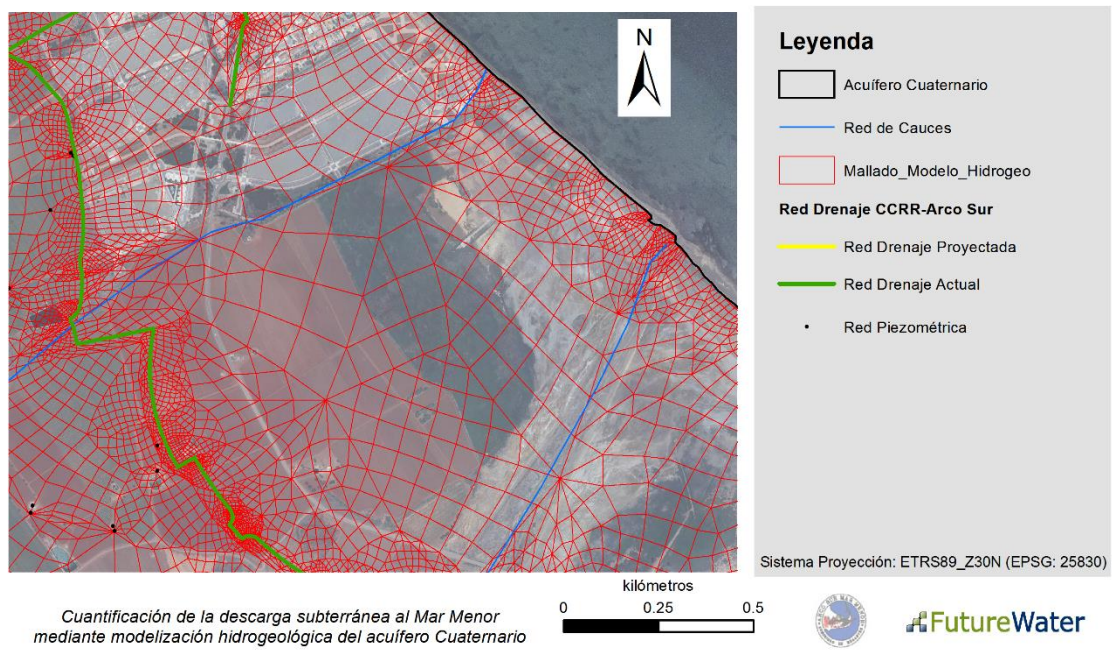 N
Leyenda
Acuífero Cuaternario
Red de Cauces
Mallado_Modelo_Hidrogeo
Red Drenaje CCRR-Arco Sur
Red Drenaje Proyectada
Red Drenaje Actual
Red Piezométrica
Sistema Proyección: ETRS89_Z30N (EPSG: 25830)
Cuantificación de la descarga subterránea al Mar Menor
mediante modelización hidrogeológica del acuífero Cuaternario
kilómetros
0 0.25 0.5
FutureWater